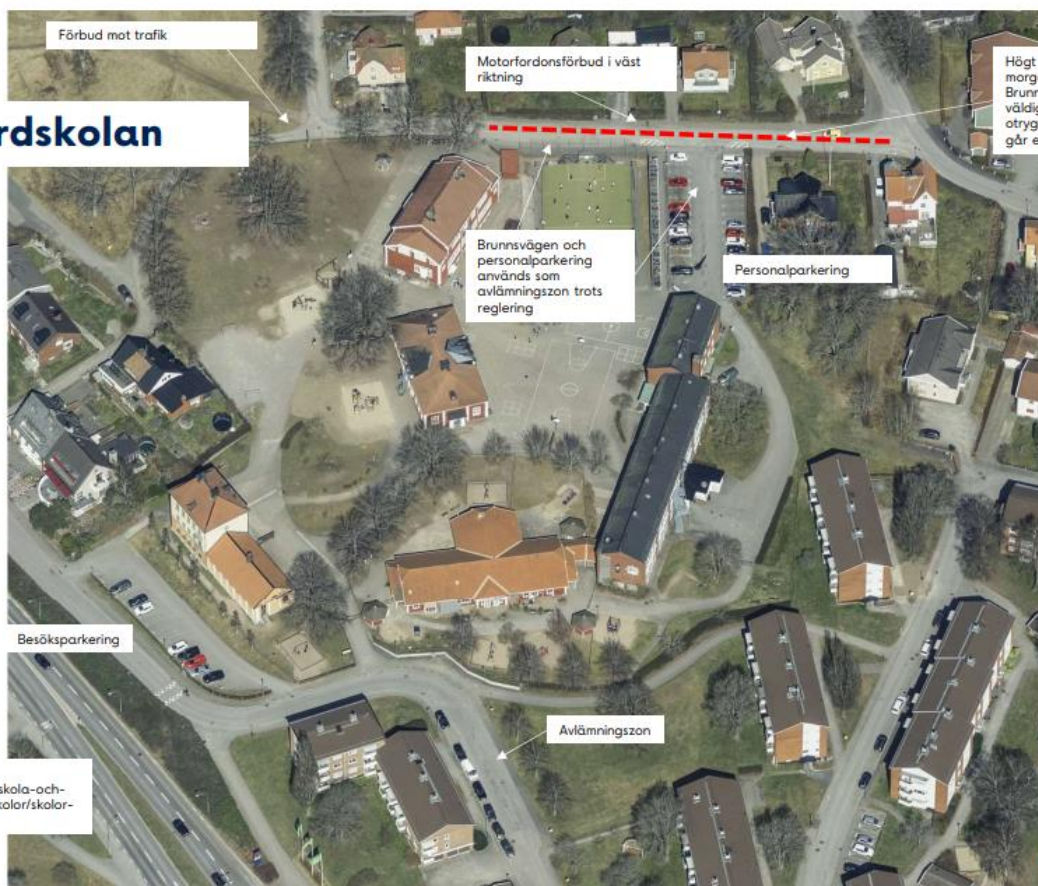 Förbud mot trafik
Motorfordonsförbud i väst
riktning
Högt
morg
Brunn
väldig
otryg
går e
rdskolan
Brunnsvägen och
personalparkering
används som
avlämningszon trots
reglering
Personalparkering
Besöksparkering
Avlämningszon
skola-och-
kolor/skolor-